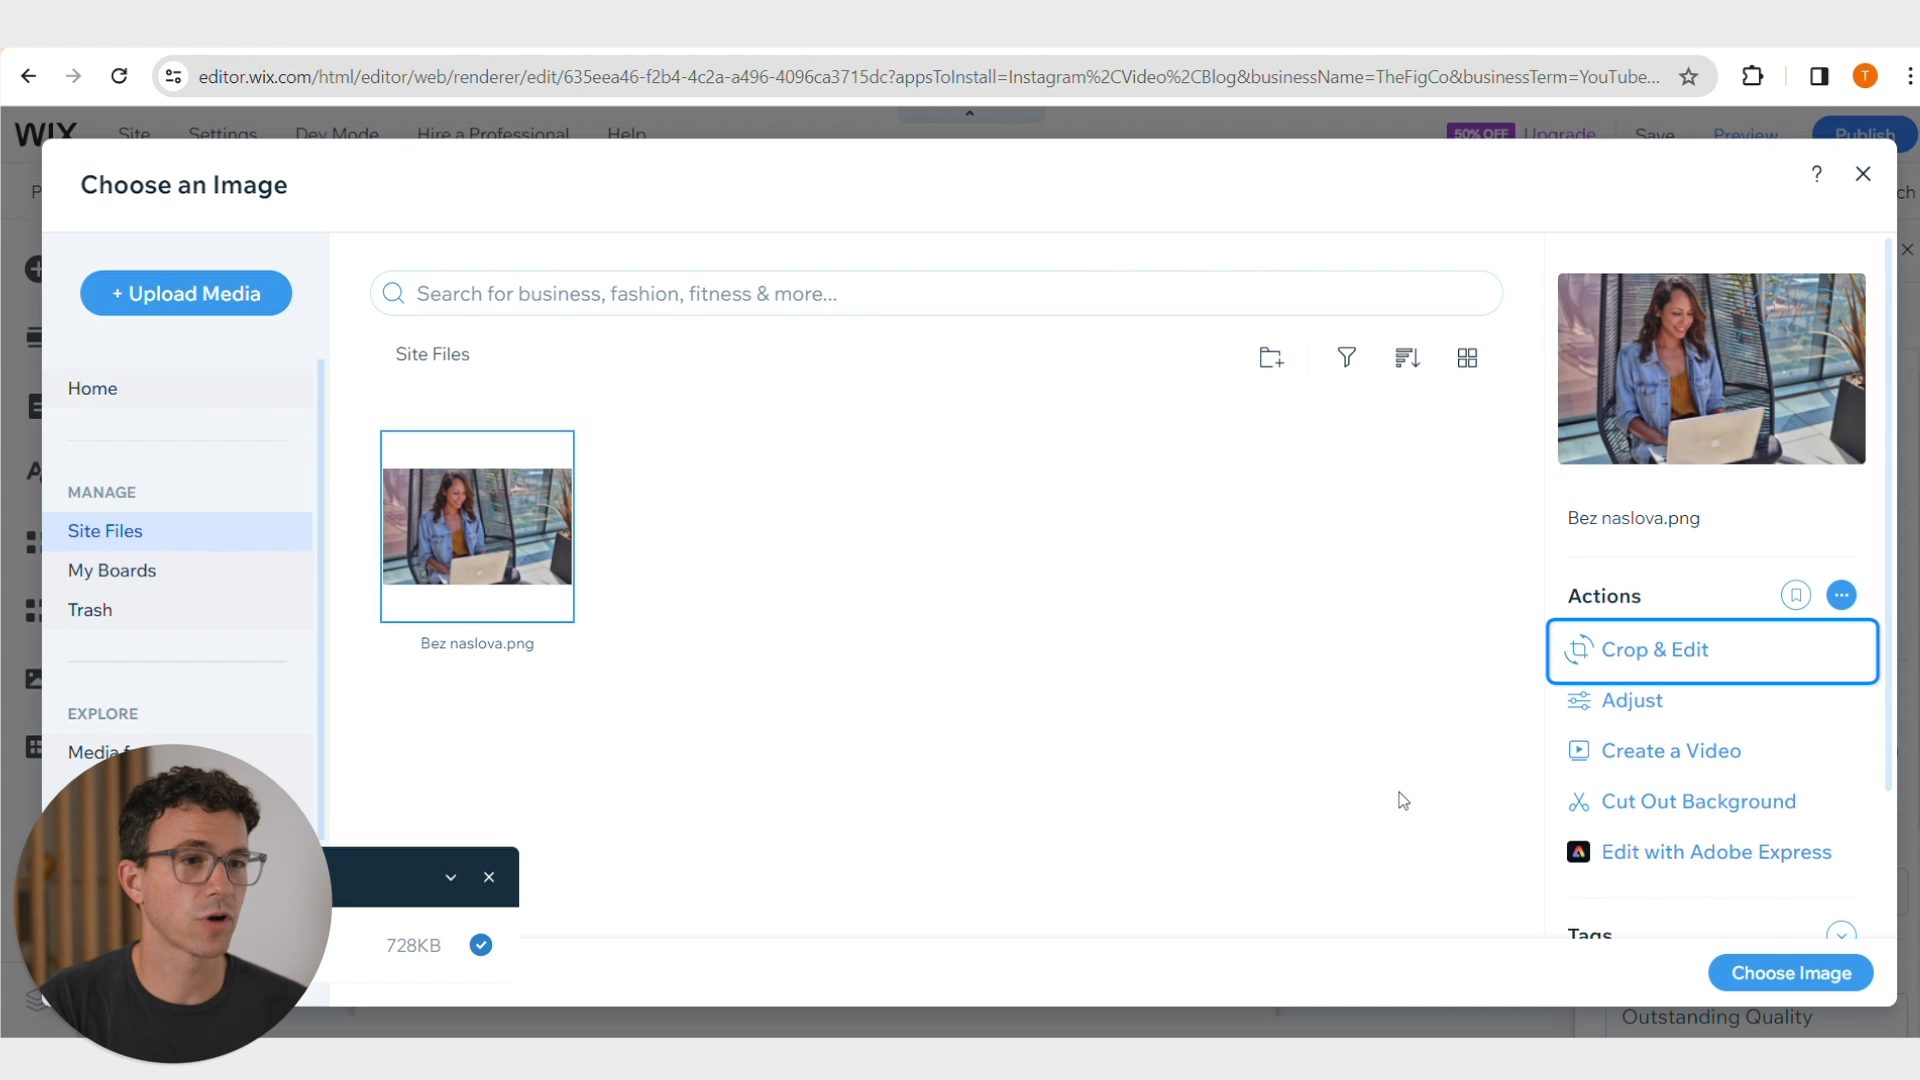 editor.wix.com/html/editor/web/renderer/edit/635eea46-f2b4-4c2a-a496-4096ca3715dc?appsToInstall=Instagram%2CVideo%2CBlog&businessName=TheFigCo&businessTerm=YouTube...
T
WIX Site Settings Dev Mode Hire a Professional Help 50% OFF Upgrade Save Preview Publish
Choose an Image
?
+ Upload Media
Search for business, fashion, fitness & more...
Site Files
Home
MANAGE
Site Files
My Boards
Trash
EXPLORE
Media
Bez naslova.png
728KB
Bez naslova.png
Actions
Crop & Edit
Adjust
Create a Video
Cut Out Background
Edit with Adobe Express
Tags
Choose Image
Outstanding Quality